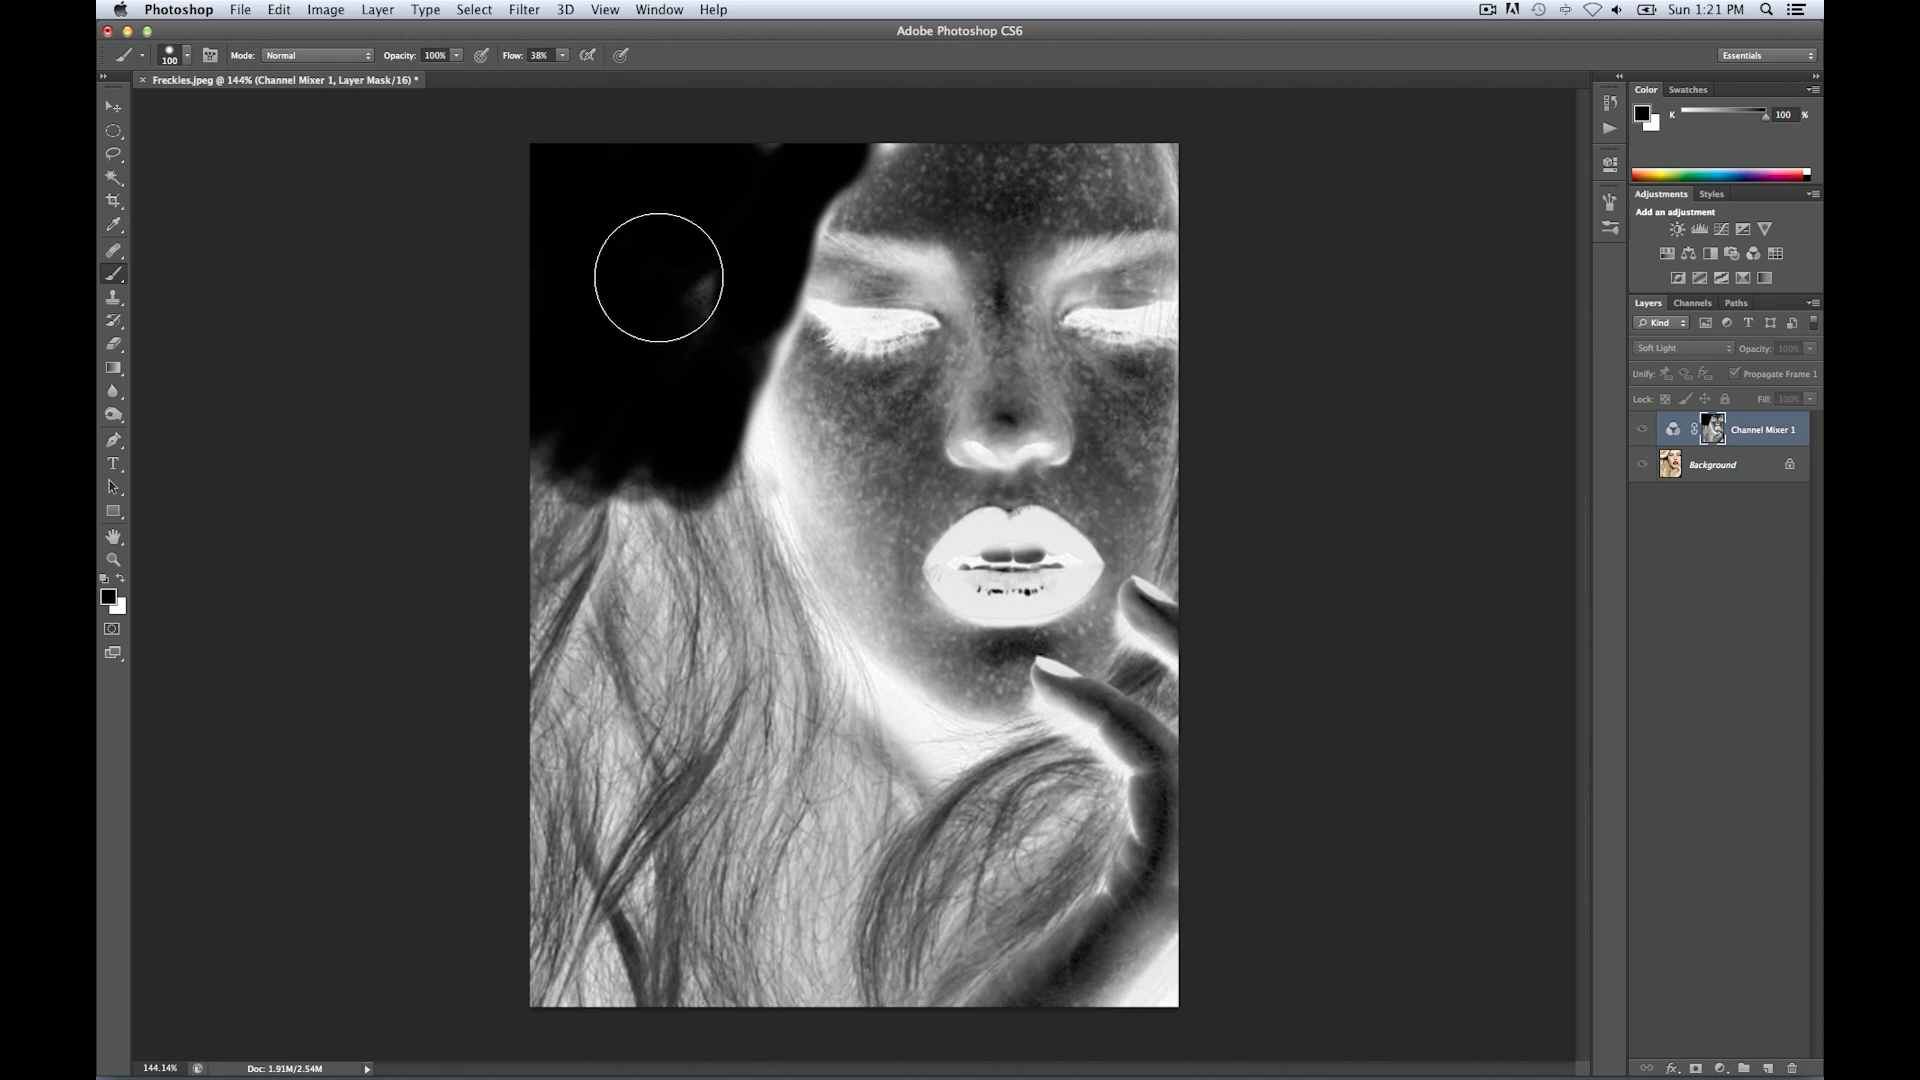 Photoshop File Edit Image Layer Type Select Filter 3D View Window Help Sun 1:21 PM
Adobe Photoshop CS6
100 Mode: Normal Opacity: 100% Flow: 38% Essentials
× Freckles.jpeg @ 144% (Channel Mixer 1, Layer Mask/16) *
Color Swatches
K 100 %
Adjustments Styles
Add an adjustment
Layers Channels Paths
Kind
Soft Light Opacity: 100%
Unify: Propagate Frame 1
Lock: Fill: 100%
Channel Mixer 1
Background
144.14% Doc: 1.91M/2.54M